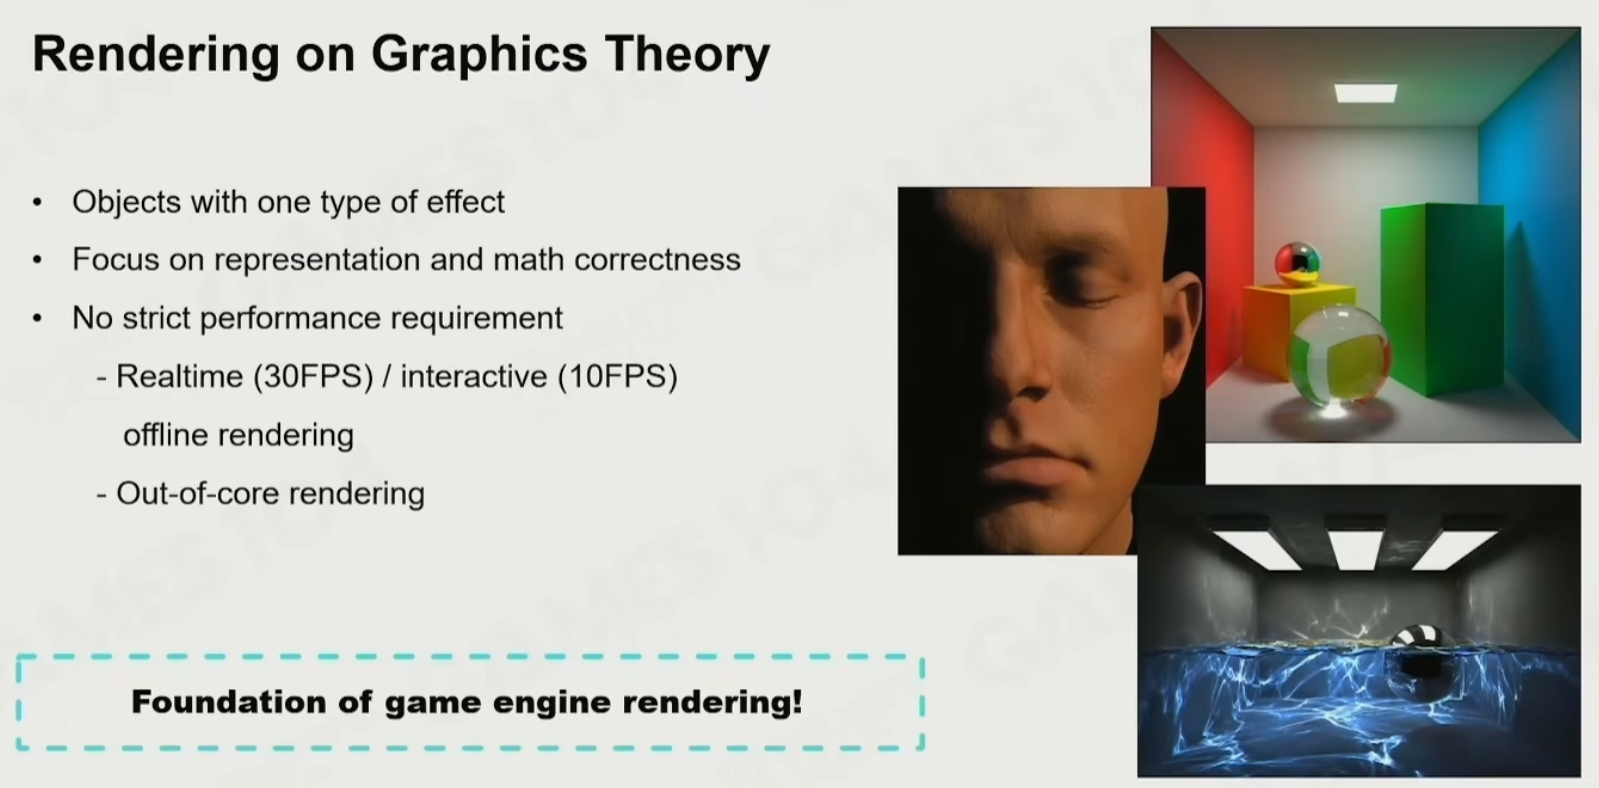 Rendering on Graphics Theory
• Objects with one type of effect
• Focus on representation and math correctness
• No strict performance requirement
- Realtime (30FPS) / interactive (10FPS)
offline rendering
- Out-of-core rendering
Foundation of game engine rendering!